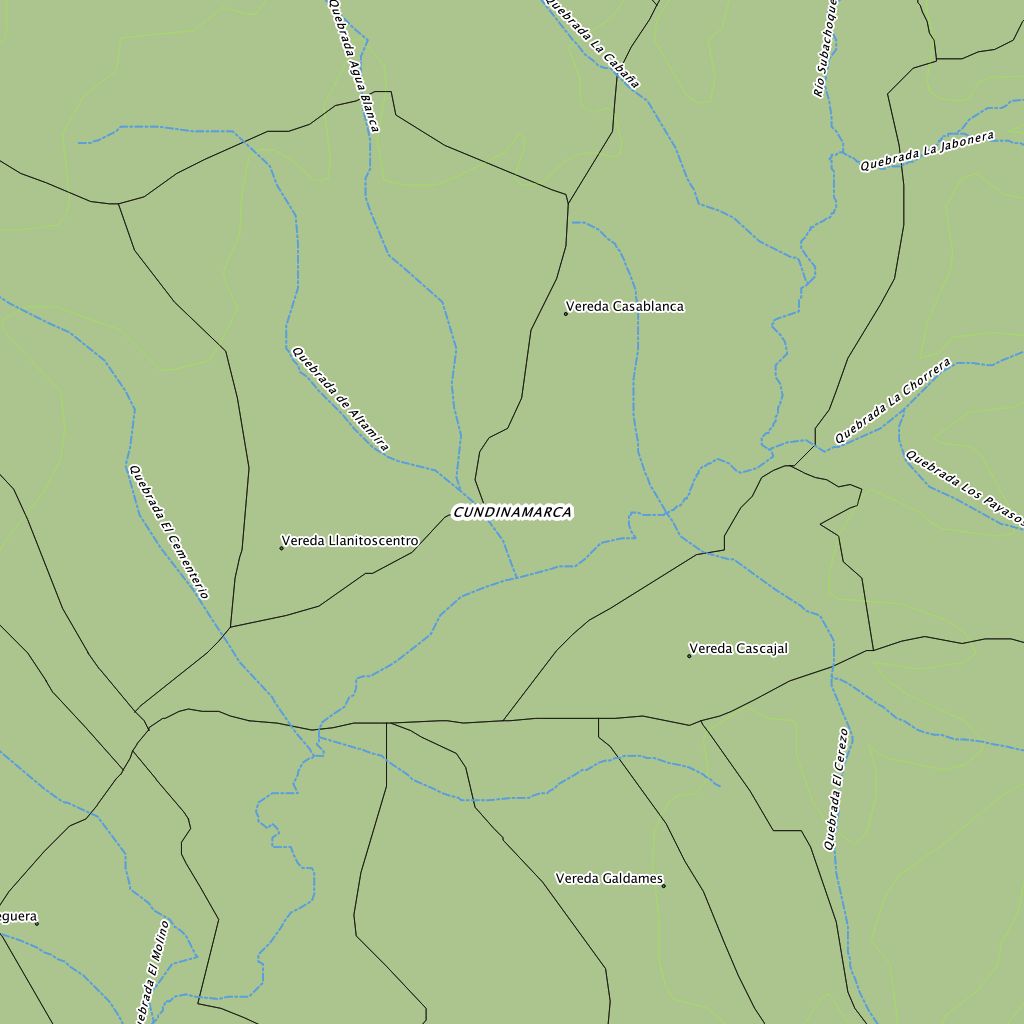 Quebrada Agua Blanca
Quebrada La Cabaña
Río Subachoque
Quebrada La Jabonera
Vereda Casablanca
Quebrada de Altamira
Quebrada La Chorrera
Quebrada Los Payasos
Quebrada El Cementerio
CUNDINAMARCA
Vereda Llanitoscentro
Vereda Cascajal
Quebrada El Cerezo
Vereda Galdames
eguera
uebrada El Molino